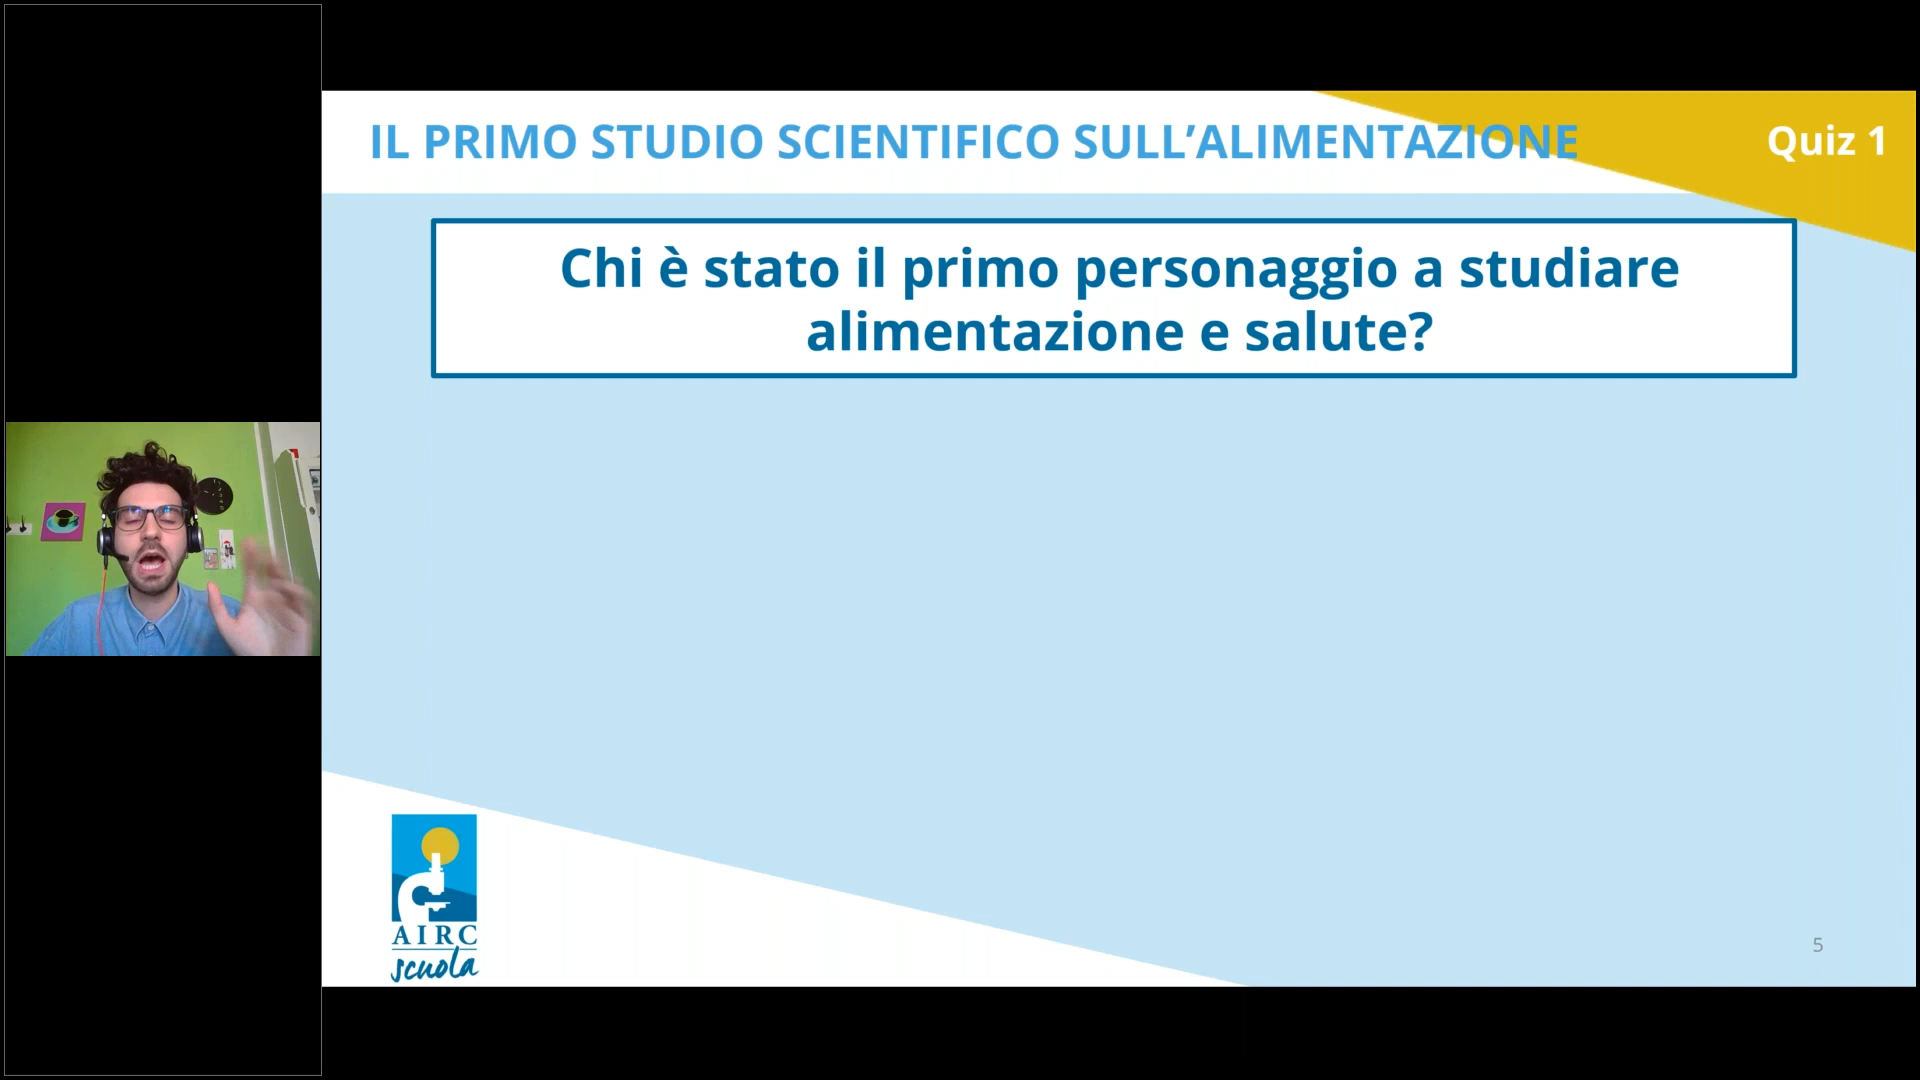 IL PRIMO STUDIO SCIENTIFICO SULL’ALIMENTAZIONE
Quiz 1
Chi è stato il primo personaggio a studiare
alimentazione e salute?
AIRC
scuola
5